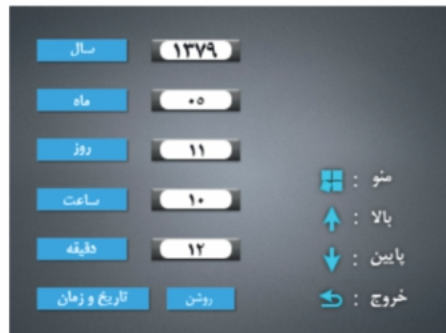 سال ۱۳۷۹
ماه ۰۵
روز ۱۱
ساعت ۱۰
دقیقه ۱۲
تاریخ و زمان روشن
منو :
بالا :
پایین :
خروج :